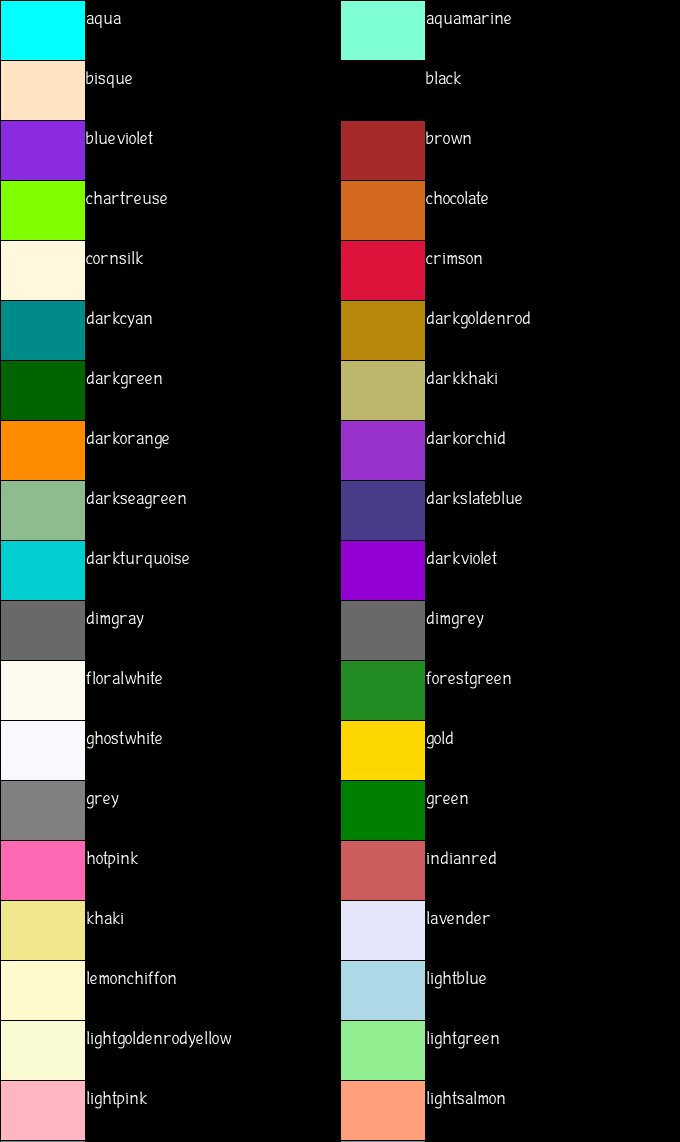 aqua
aquamarine
bisque
black
blueviolet
brown
chartreuse
chocolate
cornsilk
crimson
darkcyan
darkgoldenrod
darkgreen
darkkhaki
darkorange
darkorchid
darkseagreen
darkslateblue
darkturquoise
darkviolet
dimgray
dimgrey
floralwhite
forestgreen
ghostwhite
gold
grey
green
hotpink
indianred
khaki
lavender
lemonchiffon
lightblue
lightgoldenrodyellow
lightgreen
lightpink
lightsalmon